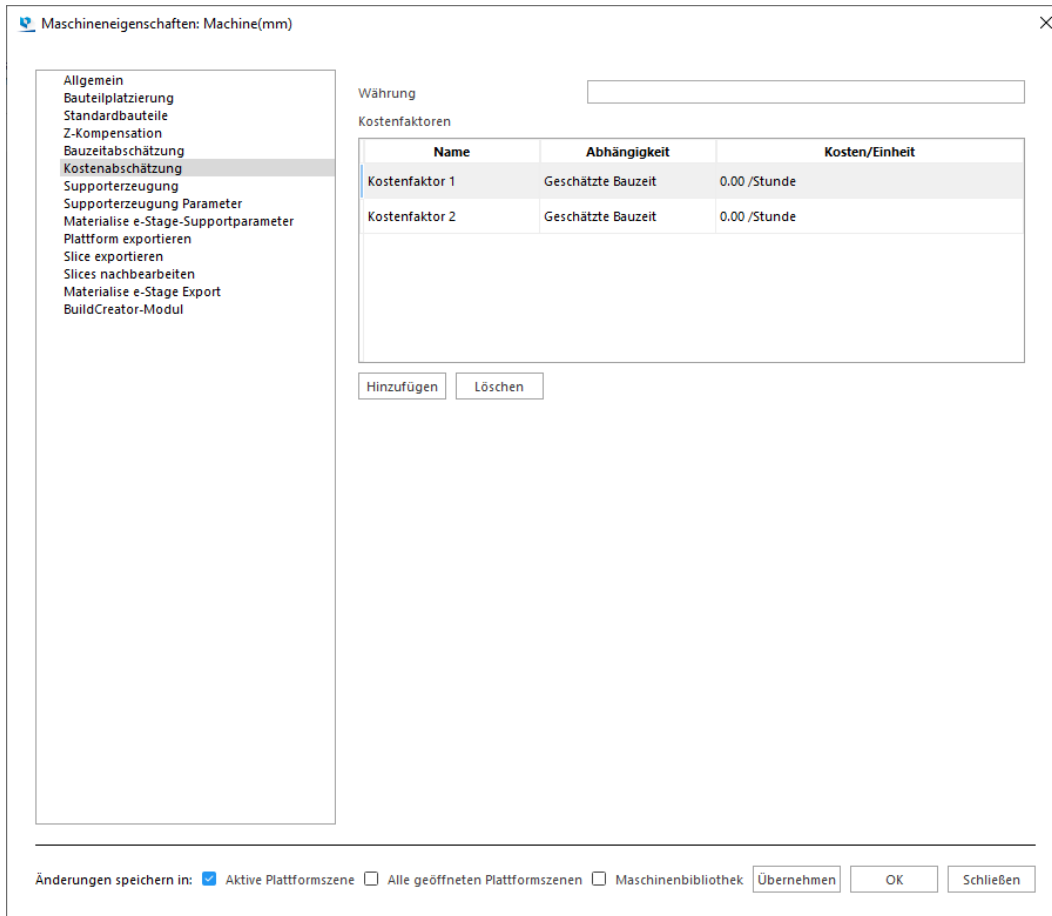 Maschineneigenschaften: Machine(mm)
Allgemein
Bauteilplatzierung
Standardbauteile
Z-Kompensation
Bauzeitabschätzung
Kostenabschätzung
Supporterzeugung
Supporterzeugung Parameter
Materialise e-Stage-Supportparameter
Plattform exportieren
Slice exportieren
Slices nachbearbeiten
Materialise e-Stage Export
BuildCreator-Modul
Währung
Kostenfaktoren
Name Abhängigkeit Kosten/Einheit
Kostenfaktor 1 Geschätzte Bauzeit 0.00 /Stunde
Kostenfaktor 2 Geschätzte Bauzeit 0.00 /Stunde
Hinzufügen Löschen
Änderungen speichern in: Aktive Plattformszene Alle geöffneten Plattformszenen Maschinenbibliothek Übernehmen OK Schließen